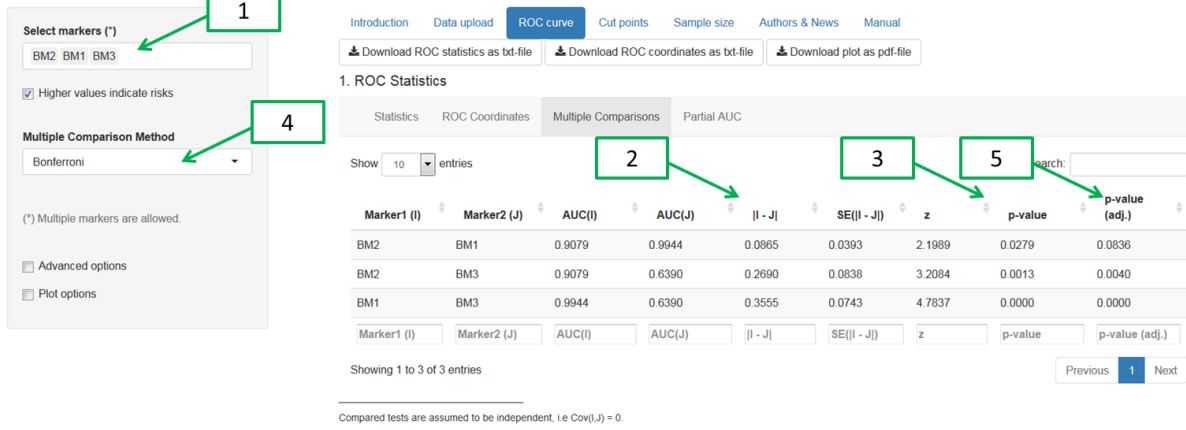 1
Select markers (*)
BM2 BM1 BM3
Higher values indicate risks
4
Multiple Comparison Method
Bonferroni
(*) Multiple markers are allowed.
Advanced options
Plot options
Introduction Data upload ROC curve Cut points Sample size Authors & News Manual
Download ROC statistics as txt-file Download ROC coordinates as txt-file Download plot as pdf-file
1. ROC Statistics
Statistics ROC Coordinates Multiple Comparisons Partial AUC
2 3 5
Show 10 entries earch:
Marker1 (I) Marker2 (J) AUC(I) AUC(J) |I - J| SE(|I - J|) z p-value p-value (adj.)
BM2 BM1 0.9079 0.9944 0.0865 0.0393 2.1989 0.0279 0.0836
BM2 BM3 0.9079 0.6390 0.2690 0.0838 3.2084 0.0013 0.0040
BM1 BM3 0.9944 0.6390 0.3555 0.0743 4.7837 0.0000 0.0000
Marker1 (I) Marker2 (J) AUC(I) AUC(J) |I - J| SE(|I - J|) z p-value p-value (adj.)
Showing 1 to 3 of 3 entries
Previous 1 Next
Compared tests are assumed to be independent, i.e Cov(I,J) = 0.